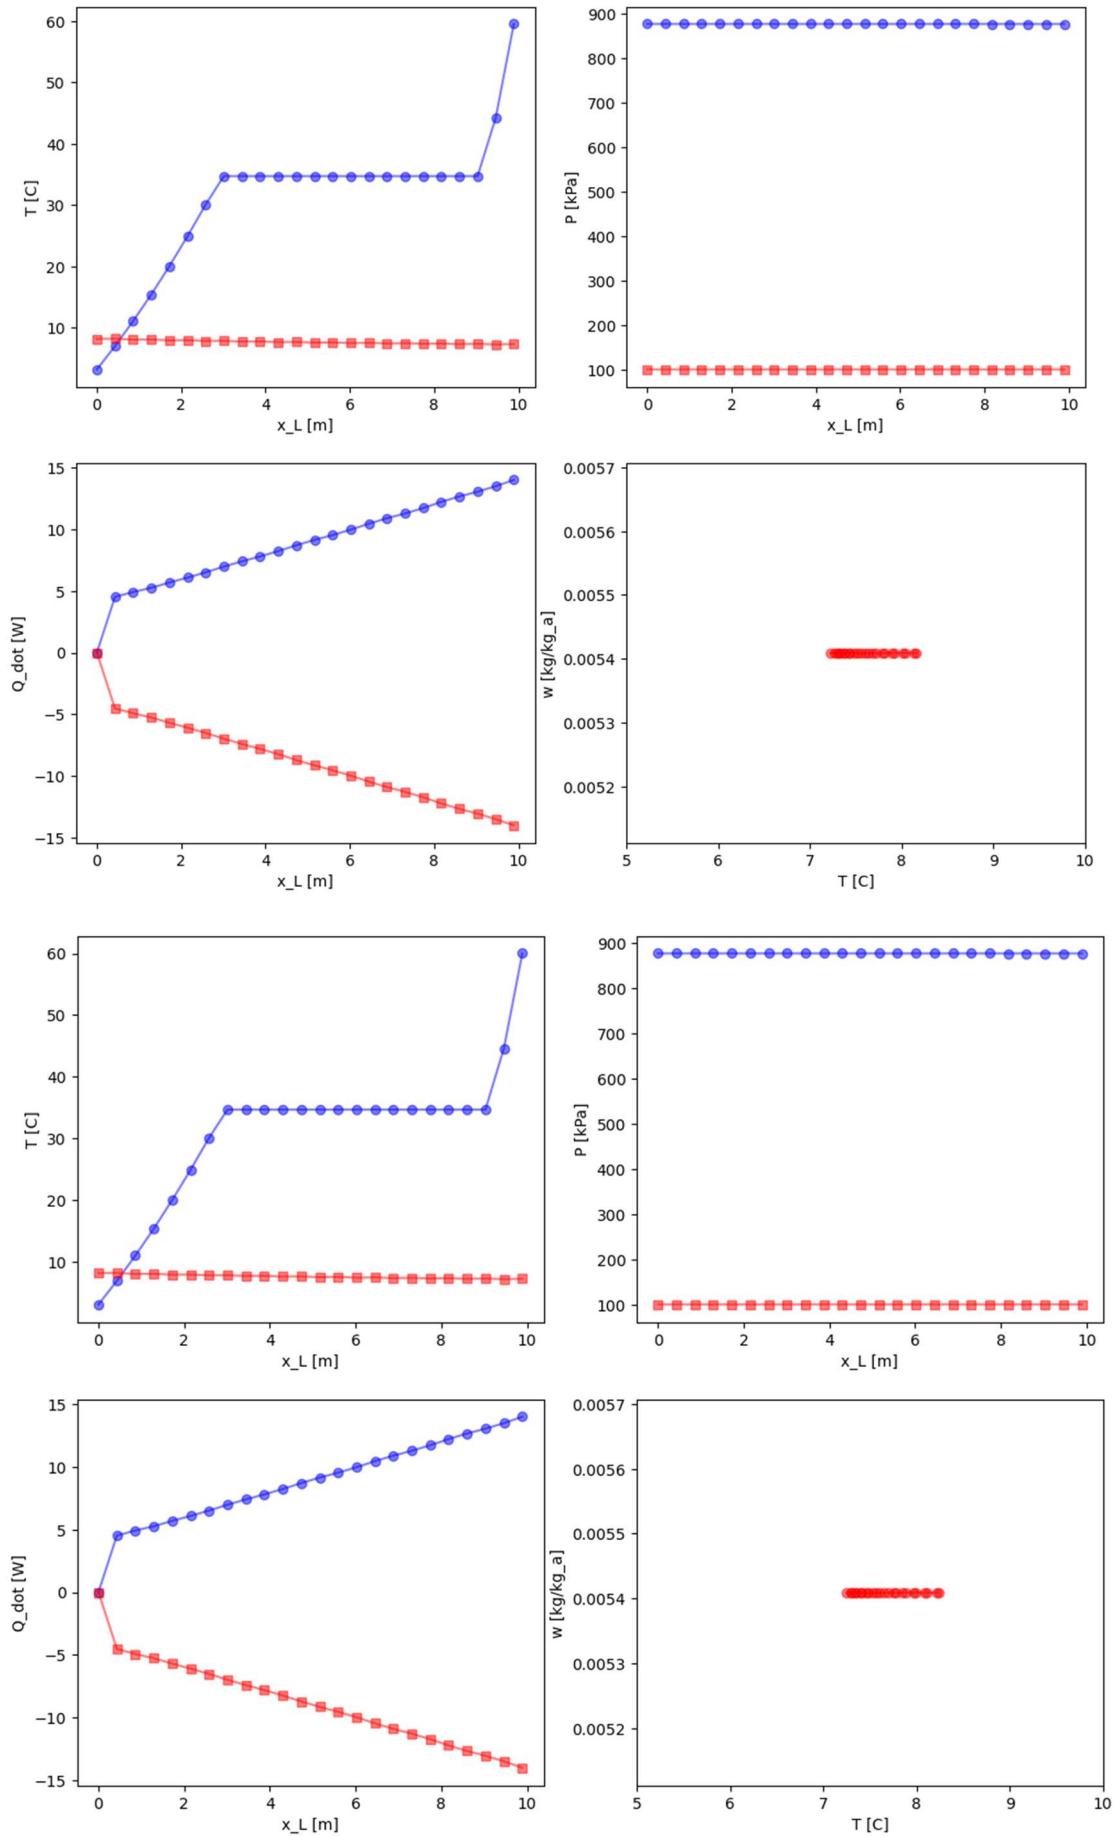 60
50
40
30
20
10
T [C]
0 2 4 6 8 10
x_L [m]
900
800
700
600
500
400
300
200
100
P [kPa]
0 2 4 6 8 10
x_L [m]
15
10
5
0
−5
−10
−15
Q_dot [W]
0 2 4 6 8 10
x_L [m]
0.0057
0.0056
0.0055
0.0054
0.0053
0.0052
w [kg/kg_a]
5 6 7 8 9 10
T [C]
60
50
40
30
20
10
T [C]
0 2 4 6 8 10
x_L [m]
900
800
700
600
500
400
300
200
100
P [kPa]
0 2 4 6 8 10
x_L [m]
15
10
5
0
−5
−10
−15
Q_dot [W]
0 2 4 6 8 10
x_L [m]
0.0057
0.0056
0.0055
0.0054
0.0053
0.0052
w [kg/kg_a]
5 6 7 8 9 10
T [C]